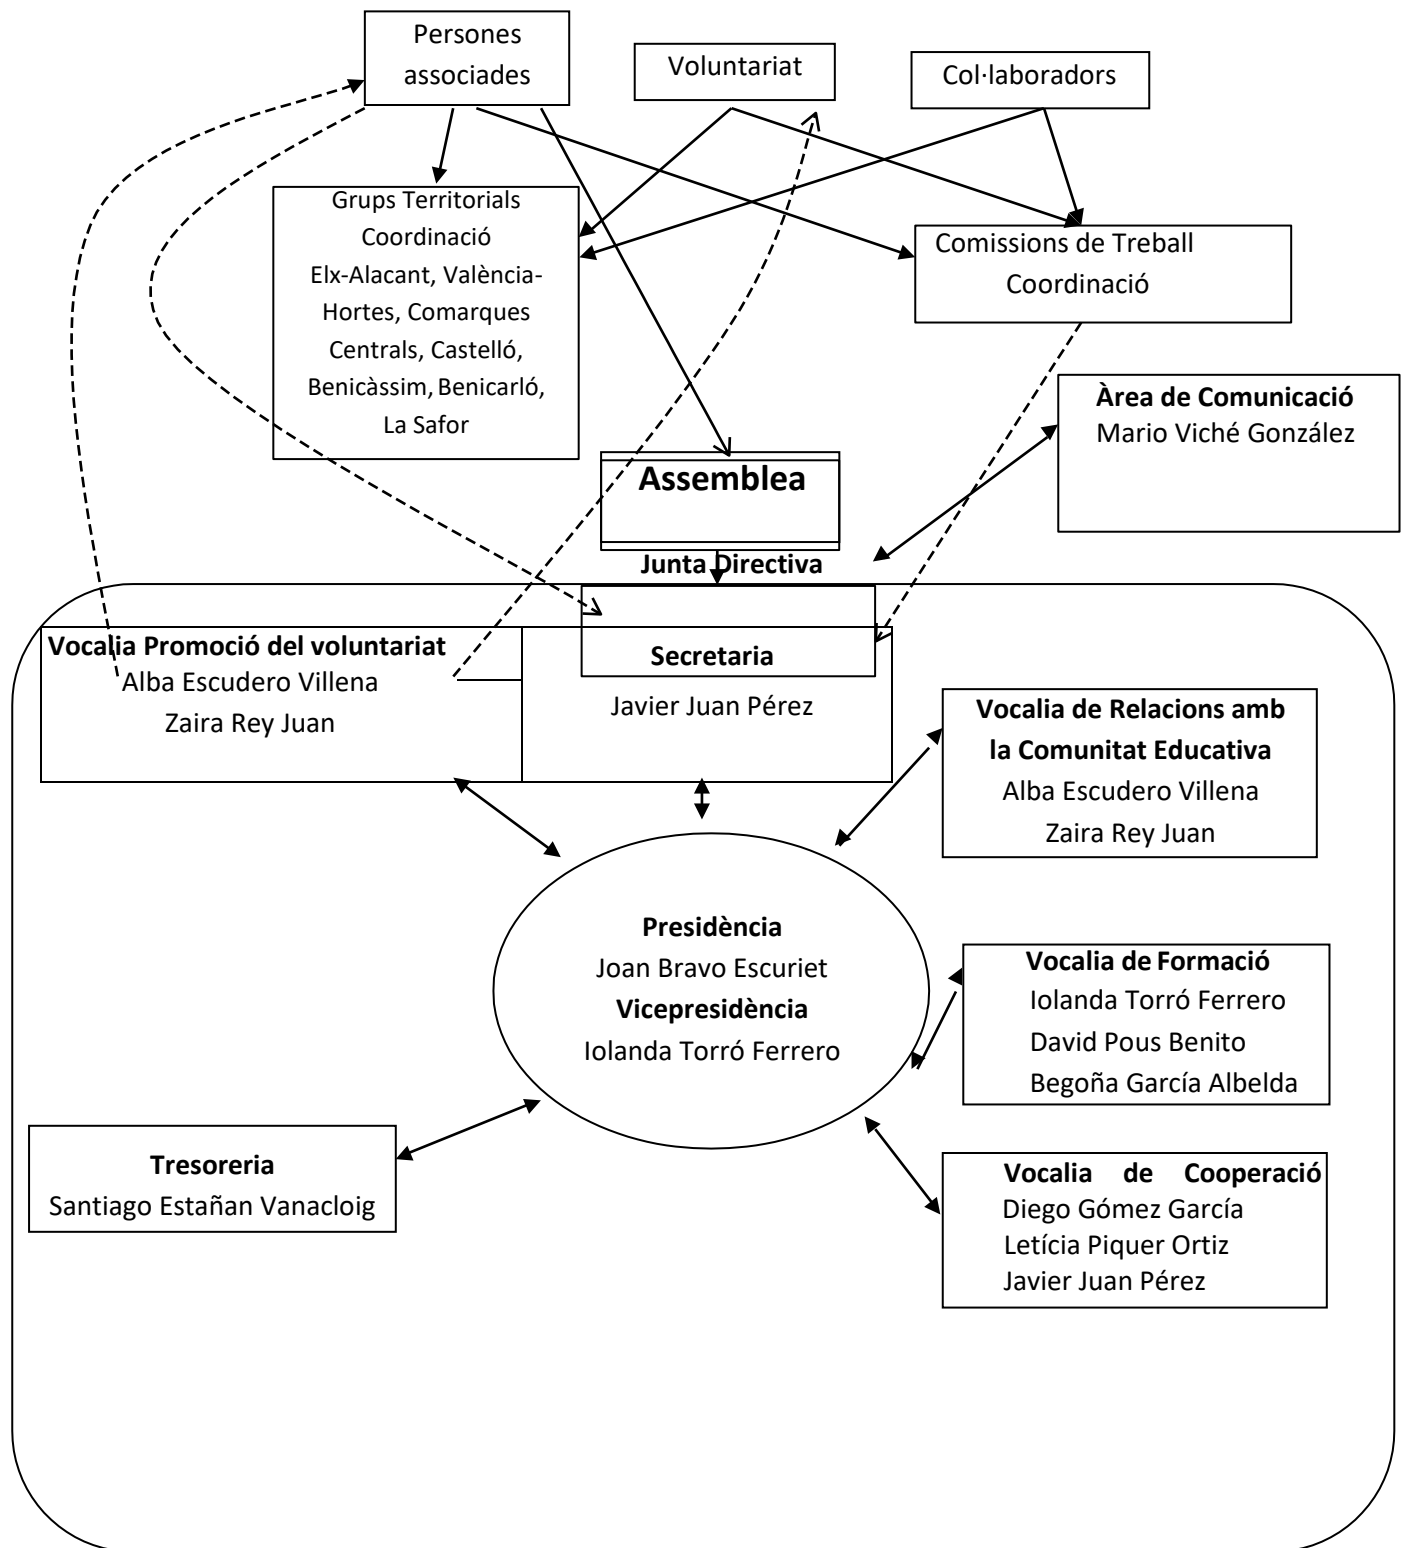 Persones
associades
Voluntariat
Col·laboradors
Grups Territorials
Coordinació
Elx-Alacant, València-
Hortes, Comarques
Centrals, Castelló,
Benicàssim, Benicarló,
La Safor
Comissions de Treball
Coordinació
Àrea de Comunicació
Mario Viché González
Assemblea
Junta Directiva
Vocalia Promoció del voluntariat
Alba Escudero Villena
Zaira Rey Juan
Secretaria
Javier Juan Pérez
Vocalia de Relacions amb
la Comunitat Educativa
Alba Escudero Villena
Zaira Rey Juan
Presidència
Joan Bravo Escuriet
Vicepresidència
Iolanda Torró Ferrero
Vocalia de Formació
Iolanda Torró Ferrero
David Pous Benito
Begoña García Albelda
Tresoreria
Santiago Estañan Vanacloig
Vocalia de Cooperació
Diego Gómez García
Letícia Piquer Ortiz
Javier Juan Pérez